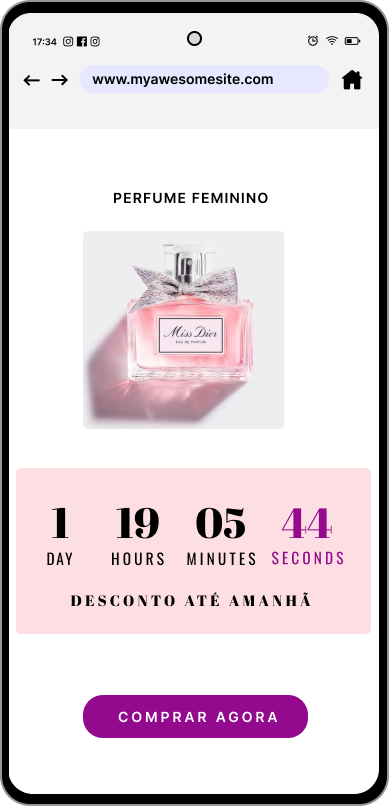 17:34
www.myawesomesite.com
PERFUME FEMININO
Miss Dior
EAU DE PARFUM
1 19 05 44
DAY HOURS MINUTES SECONDS
DESCONTO ATÉ AMANHÃ
COMPRAR AGORA